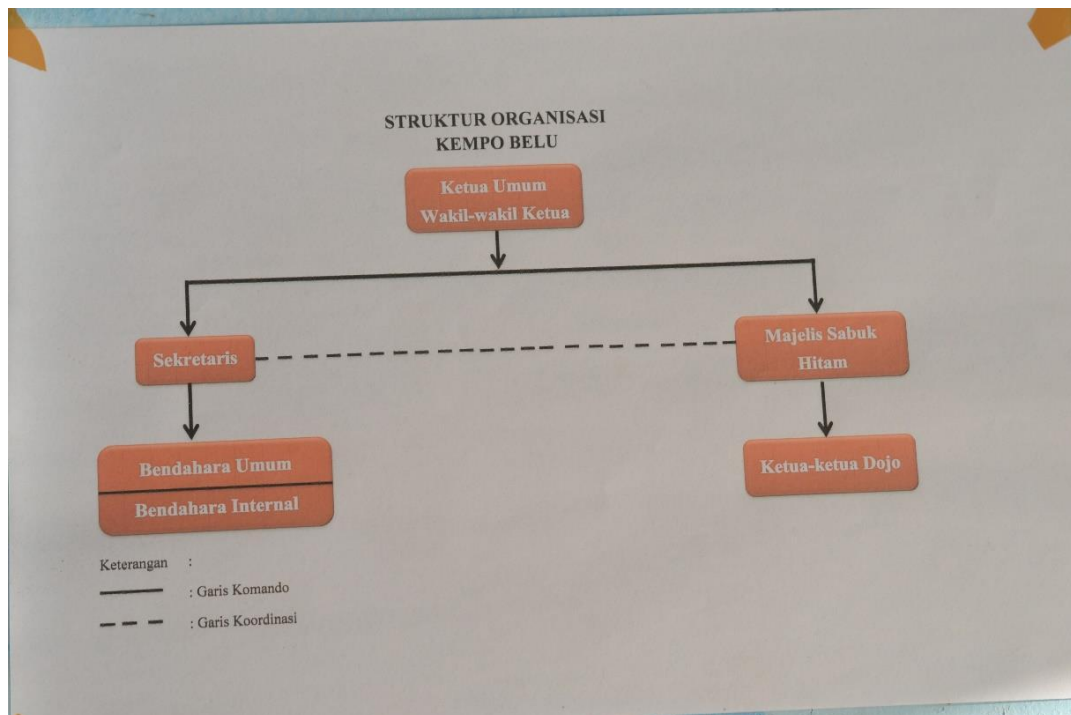 STRUKTUR ORGANISASI
KEMPO BELU
Ketua Umum
Wakil-wakil Ketua
Sekretaris
Majelis Sabuk
Hitam
Bendahara Umum
Bendahara Internal
Ketua-ketua Dojo
Keterangan :
: Garis Komando
: Garis Koordinasi